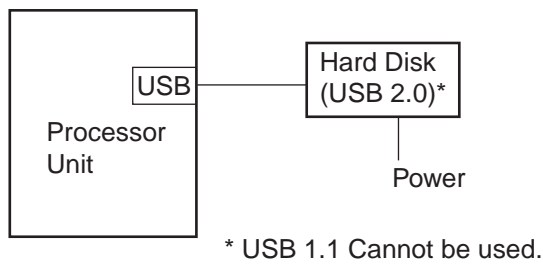 USB
Processor
Unit
Hard Disk
(USB 2.0)*
Power
* USB 1.1 Cannot be used.